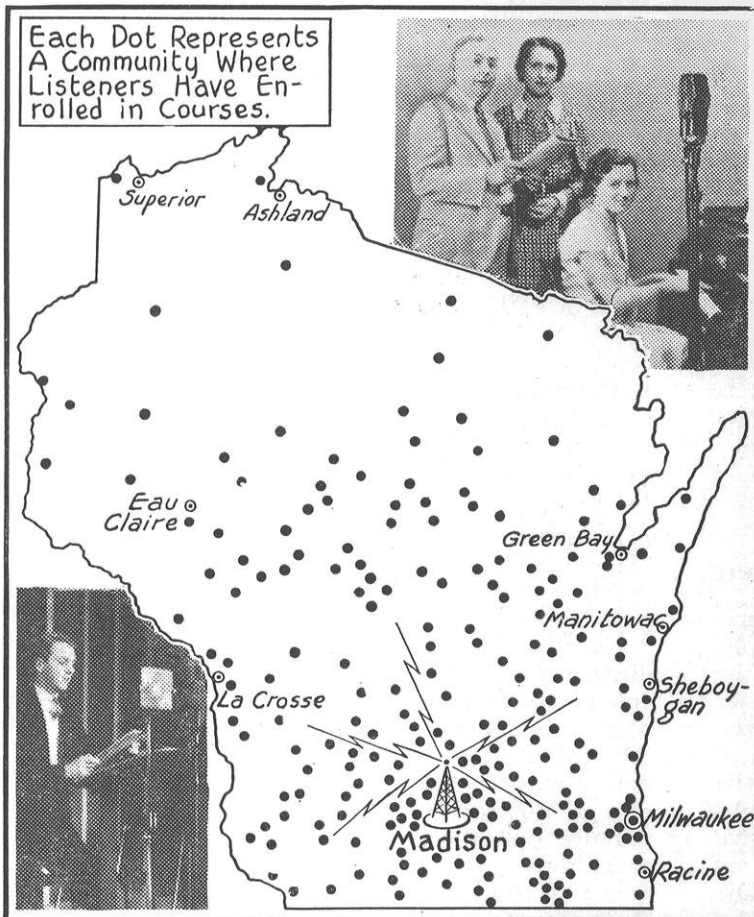 Each Dot Represents
A Community Where
Listeners Have En-
rolled in Courses.
Superior
Ashland
Eau
Claire
Green Bay
Manitowac
Sheboy-
gan
La Crosse
Madison
Milwaukee
Racine